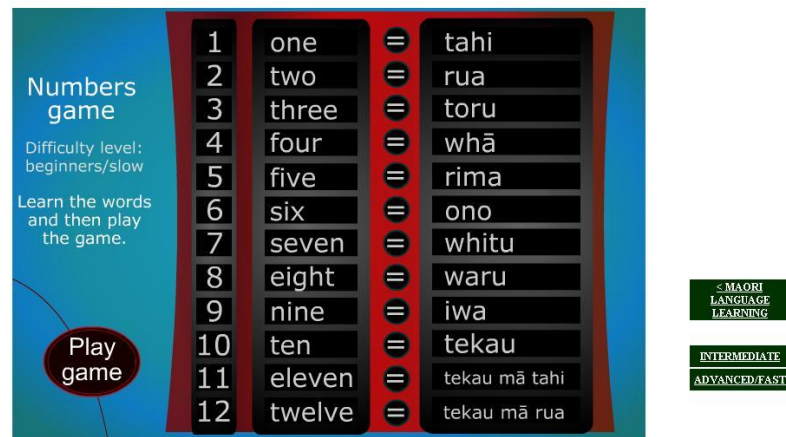 Numbers
game
Difficulty level:
beginners/slow
Learn the words
and then play
the game.
Play
game
1 one = tahi
2 two = rua
3 three = toru
4 four = whā
5 five = rima
6 six = ono
7 seven = whitu
8 eight = waru
9 nine = iwa
10 ten = tekau
11 eleven = tekau mā tahi
12 twelve = tekau mā rua
< MAORI
LANGUAGE
LEARNING
INTERMEDIATE
ADVANCED/FAST